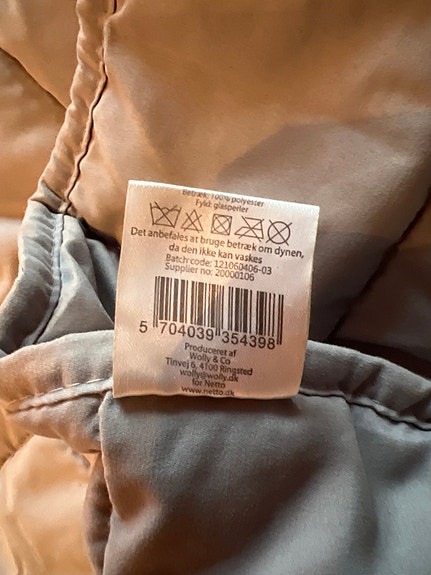 Betræk: 100% polyester
Fyld: glasperler
Det anbefales at bruge betræk om dynen,
da den ikke kan vaskes
Batch code: 121060406-03
Supplier no: 20000106
5 704039 354398
Produceret af
Wolly & Co
Tinvej 6, 4100 Ringsted
wolly@wolly.dk
for Netto
www.netto.dk